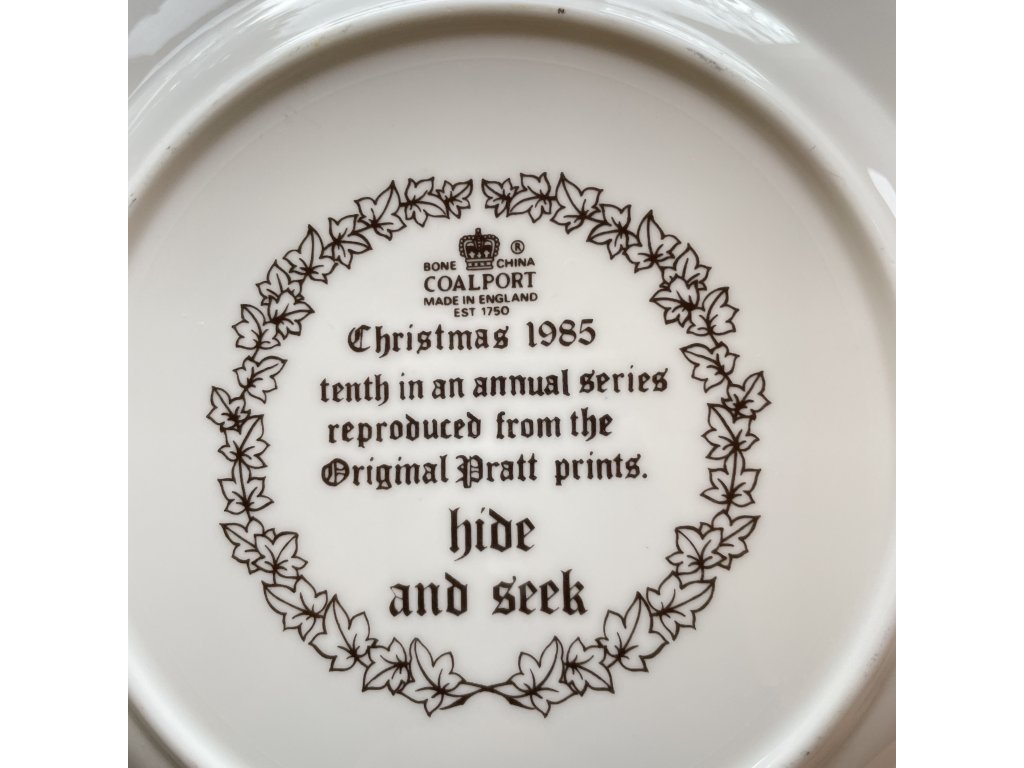 BONE CHINA ®
COALPORT
MADE IN ENGLAND
EST 1750
Christmas 1985
tenth in an annual series
reproduced from the
Original Pratt prints.
hide
and seek